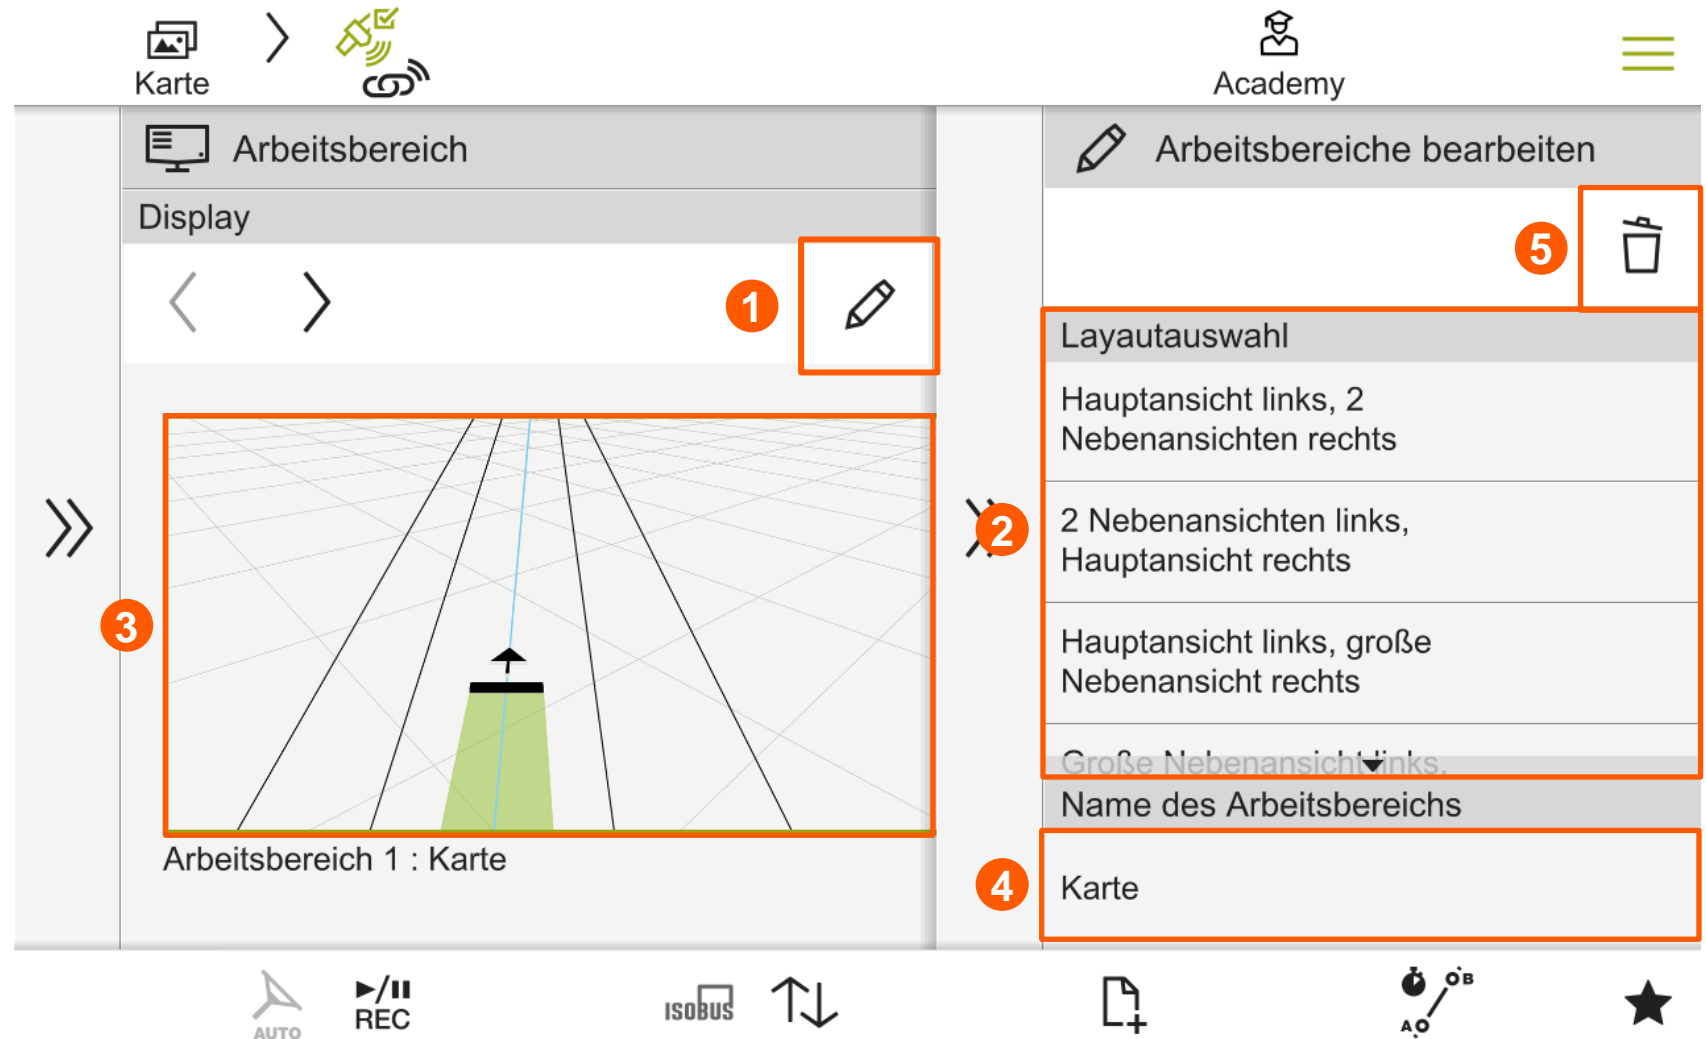 Karte
Academy
Arbeitsbereich
Display
1
3
Arbeitsbereich 1 : Karte
Arbeitsbereiche bearbeiten
5
Layautauswahl
Hauptansicht links, 2
Nebenansichten rechts
2
2 Nebenansichten links,
Hauptansicht rechts
Hauptansicht links, große
Nebenansicht rechts
Große Nebenansicht links,
Name des Arbeitsbereichs
4
Karte
AUTO
REC
ISOBUS
A
B